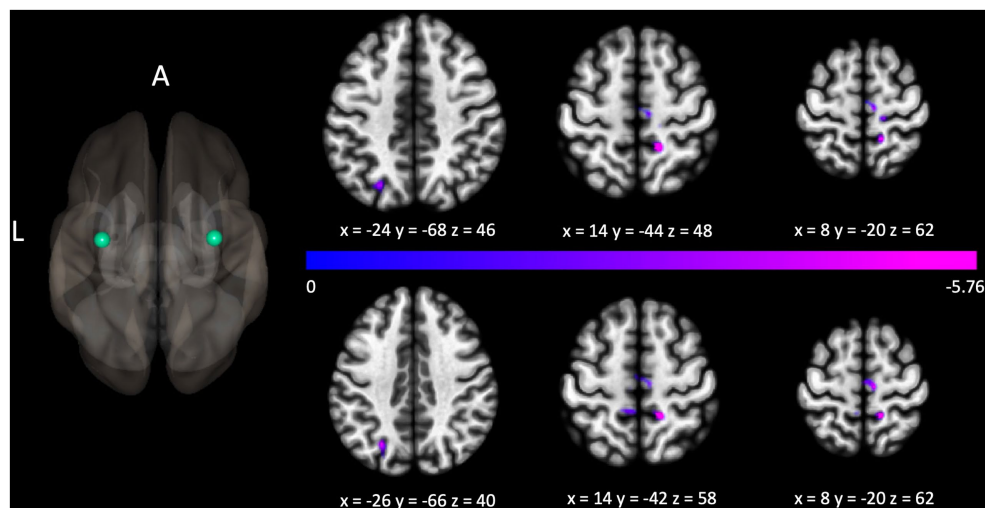 A
L
x = -24 y = -68 z = 46
x = 14 y = -44 z = 48
x = 8 y = -20 z = 62
0
-5.76
x = -26 y = -66 z = 40
x = 14 y = -42 z = 58
x = 8 y = -20 z = 62